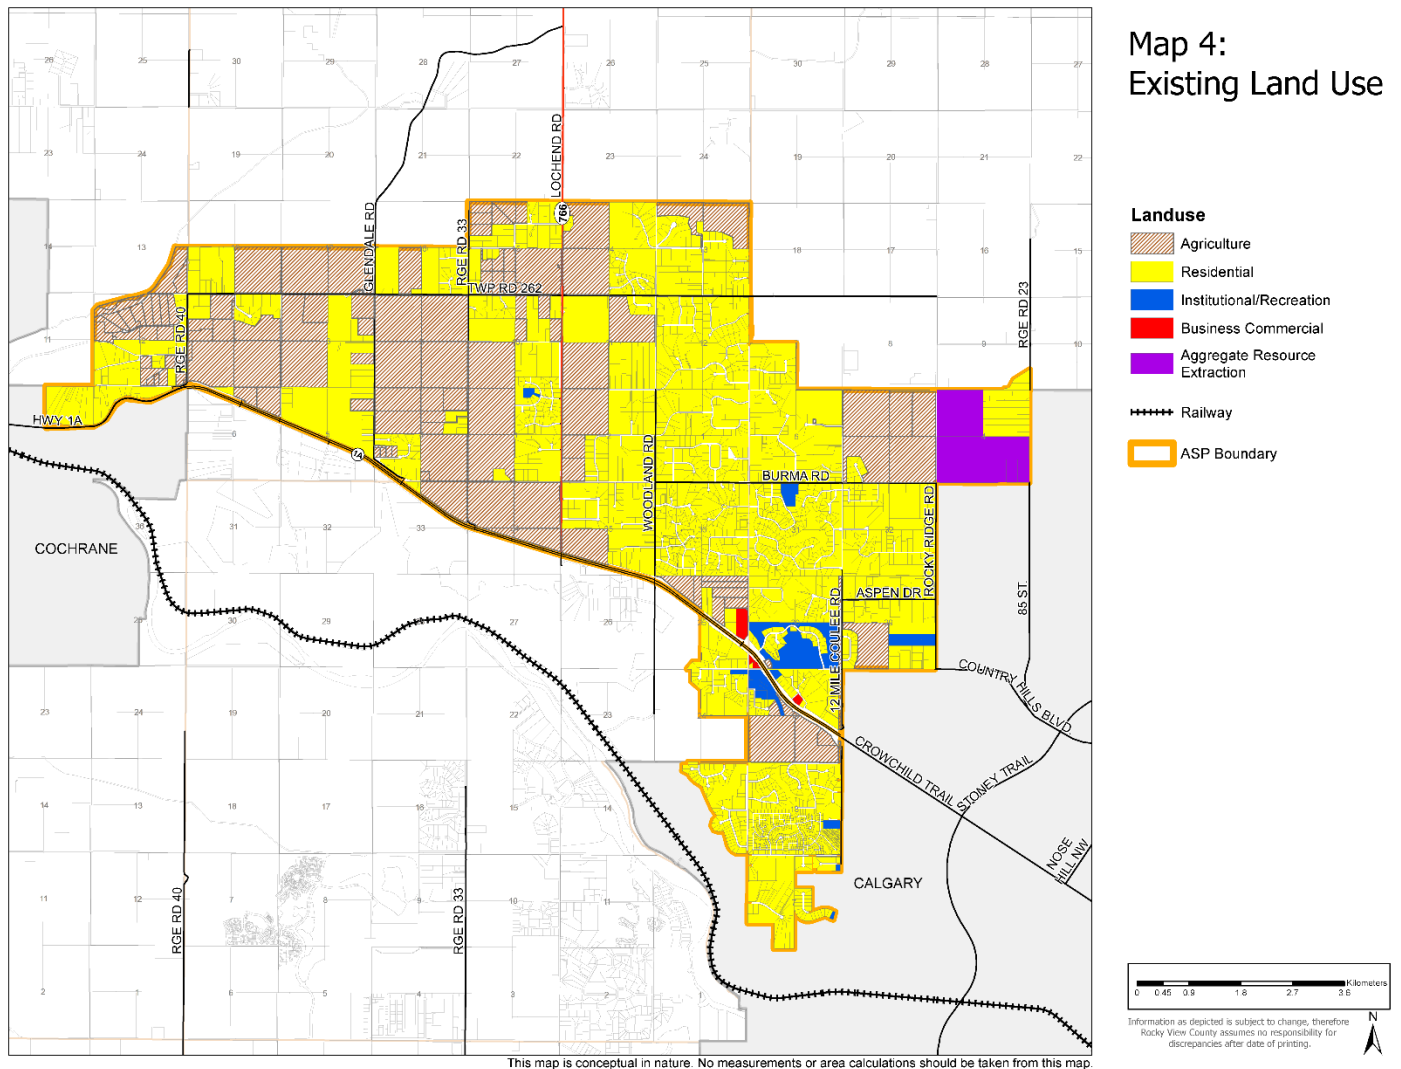 Map 4:
Existing Land Use
Landuse
Agriculture
Residential
Institutional/Recreation
Business Commercial
Aggregate Resource
Extraction
Railway
ASP Boundary
LOCHEND RD
766
GLENDALE RD
RGE RD 33
TWP RD 262
RGE RD 40
RGE RD 23
HWY 1A
1A
WOODLAND RD
BURMA RD
ROCKY RIDGE RD
COCHRANE
ASPEN DR
12 MILE COULEE RD
85 ST.
COUNTRY HILLS BLVD
CROWCHILD TRAIL
STONEY TRAIL
NOSE
HILL NW
CALGARY
RGE RD 40
RGE RD 33
Kilometers
0 0.45 0.9 1.8 2.7 3.6
Information as depicted is subject to change, therefore
Rocky View County assumes no responsibility for
discrepancies after date of printing.
N
This map is conceptual in nature. No measurements or area calculations should be taken from this map.